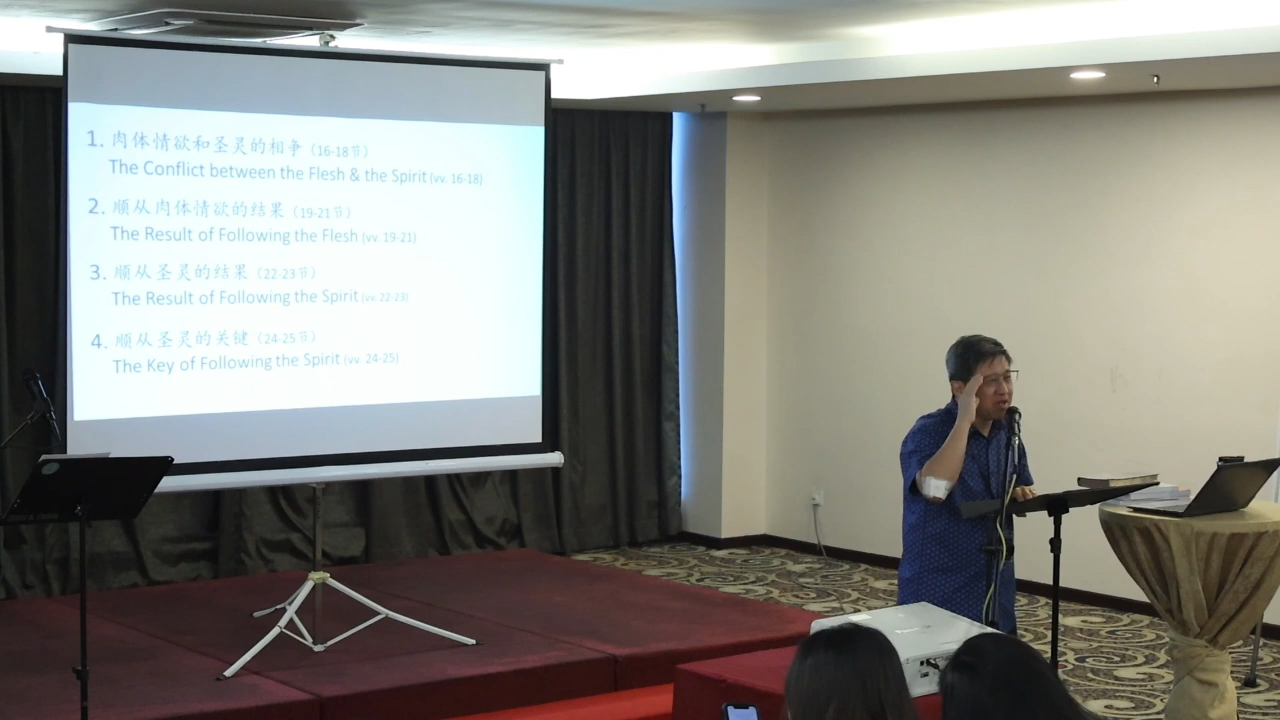 1. 肉体情欲和圣灵的相争（16-18节）
The Conflict between the Flesh & the Spirit (vv. 16-18)
2. 顺从肉体情欲的结果（19-21节）
The Result of Following the Flesh (vv. 19-21)
3. 顺从圣灵的结果（22-23节）
The Result of Following the Spirit (vv. 22-23)
4. 顺从圣灵的关键（24-25节）
The Key of Following the Spirit (vv. 24-25)